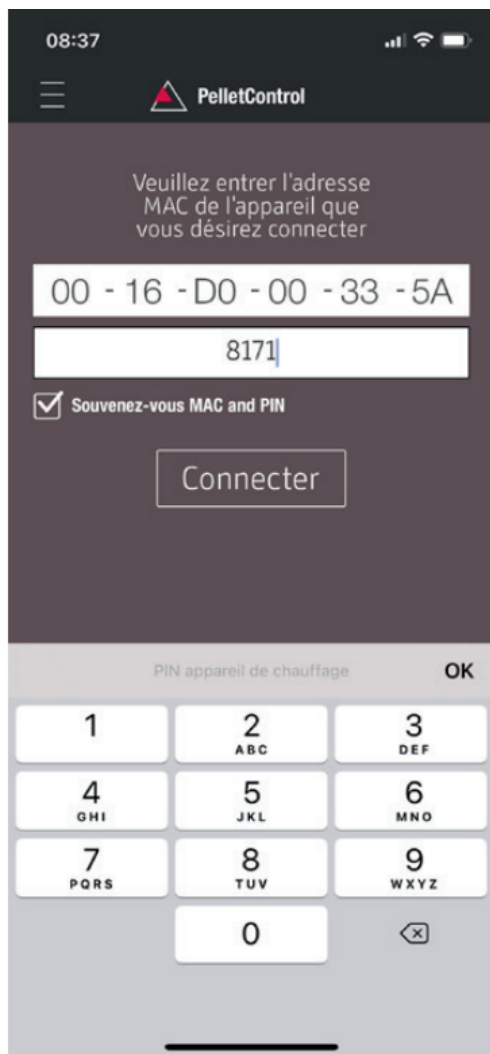 08:37
PelletControl
Veuillez entrer l'adresse
MAC de l'appareil que
vous désirez connecter
00 - 16 - D0 - 00 - 33 - 5A
8171
Souvenez-vous MAC and PIN
Connecter
PIN appareil de chauffage OK
1 2 3
ABC DEF
4 5 6
GHI JKL MNO
7 8 9
PQRS TUV WXYZ
0